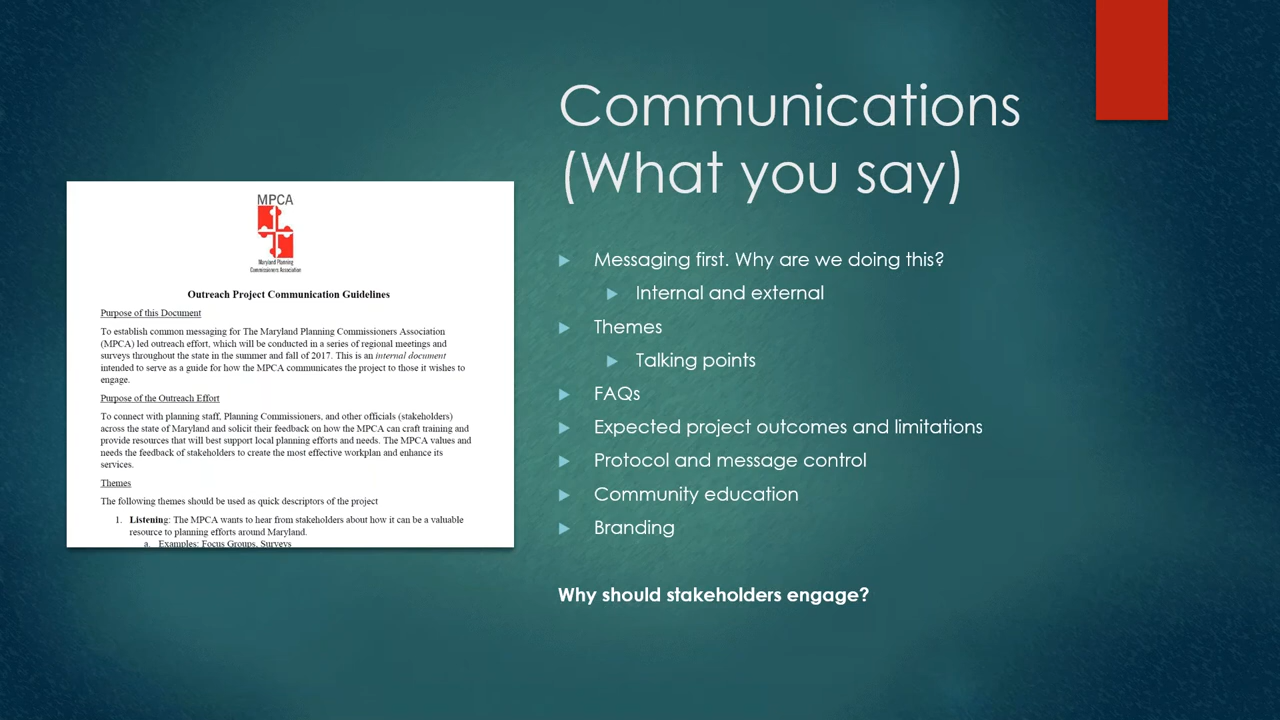 Communications
(What you say)
MPCA
Maryland Planning
Commissioners Association
Outreach Project Communication Guidelines
Purpose of this Document
To establish common messaging for The Maryland Planning Commissioners Association
(MPCA) led outreach effort, which will be conducted in a series of regional meetings and
surveys throughout the state in the summer and fall of 2017. This is an internal document
intended to serve as a guide for how the MPCA communicates the project to those it wishes to
engage.
Purpose of the Outreach Effort
To connect with planning staff, Planning Commissioners, and other officials (stakeholders)
across the state of Maryland and solicit their feedback on how the MPCA can craft training and
provide resources that will best support local planning efforts and needs. The MPCA values and
needs the feedback of stakeholders to create the most effective workplan and enhance its
services.
Themes
The following themes should be used as quick descriptors of the project
1. Listening: The MPCA wants to hear from stakeholders about how it can be a valuable
resource to planning efforts around Maryland.
a. Examples: Focus Groups, Surveys
Messaging first. Why are we doing this?
Internal and external
Themes
Talking points
FAQs
Expected project outcomes and limitations
Protocol and message control
Community education
Branding
Why should stakeholders engage?